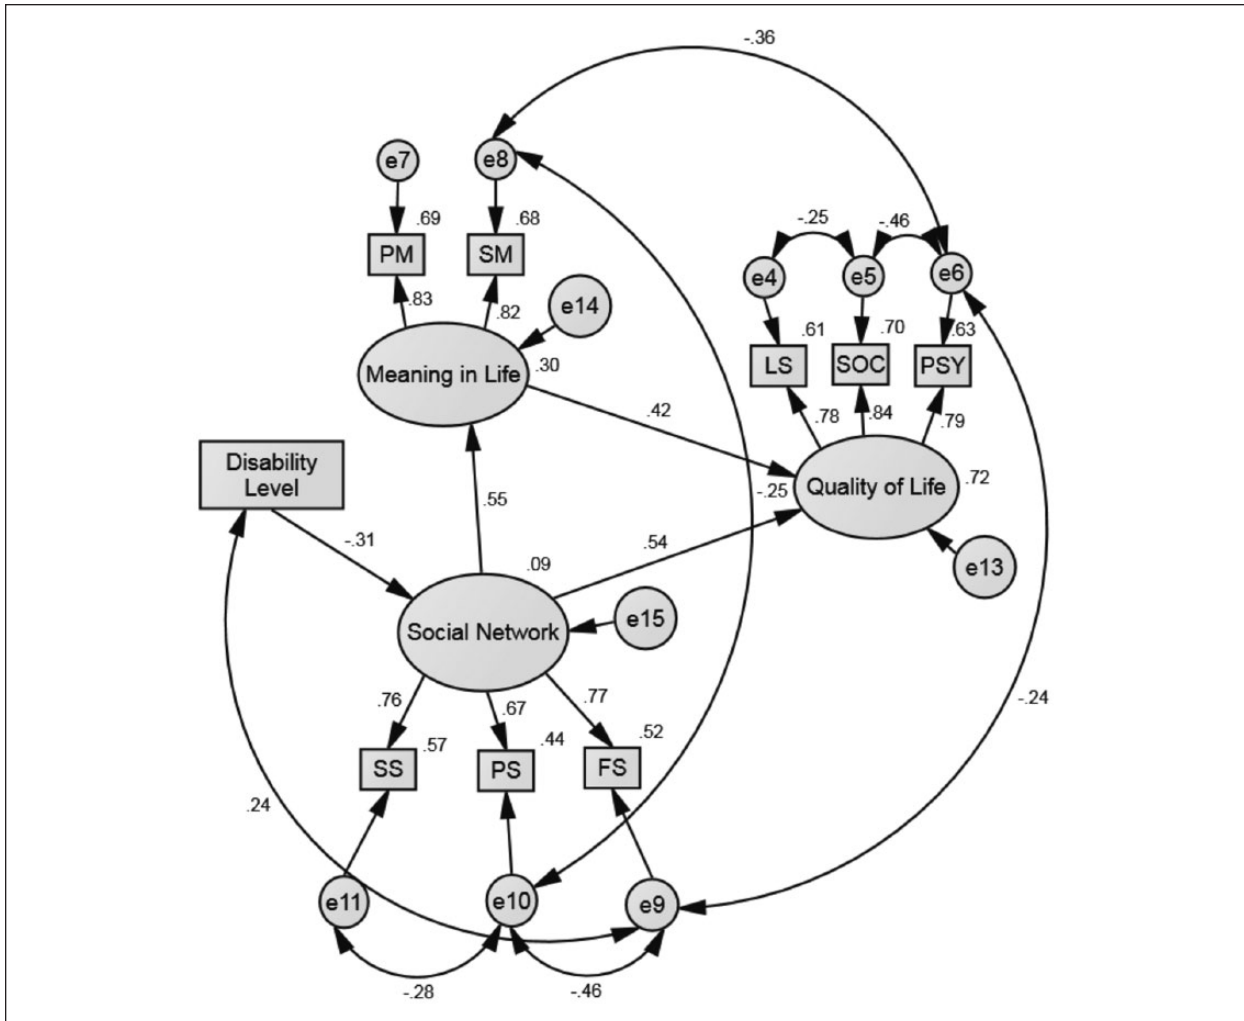 -.36
e7
e8
.69
.68
-.25
-.46
PM
SM
e4
e5
e6
.83
.82
e14
.61
.70
.63
LS
SOC
PSY
Meaning in Life
.30
.42
.78
.84
.79
Disability
Level
.72
-.25
Quality of Life
.55
-.31
.54
.09
e13
Social Network
e15
.76
.67
.77
-.24
.57
.44
.52
SS
PS
FS
.24
e11
e10
e9
-.28
-.46